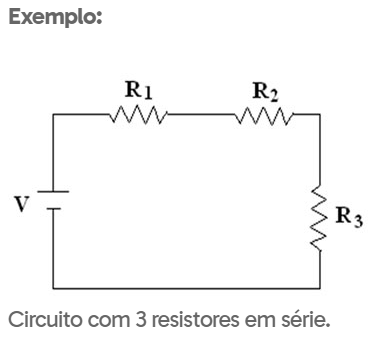 Exemplo:
R1 R2
V
R3
Circuito com 3 resistores em série.